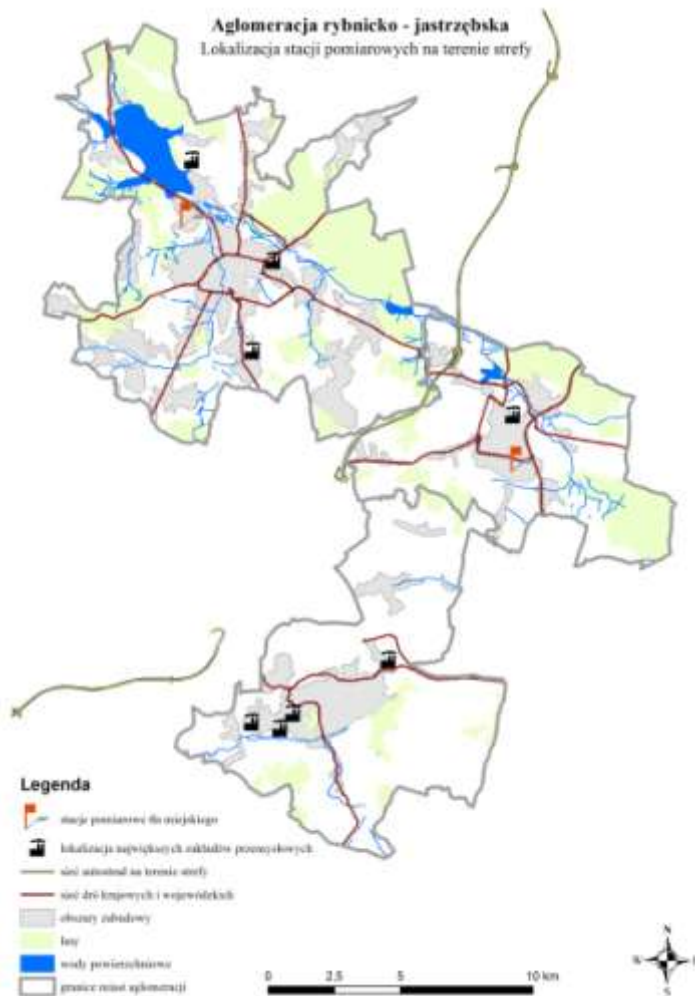 Aglomeracja rybnicko - jastrzębska
Lokalizacja stacji pomiarowych na terenie strefy
Legenda
stacje pomiarowe tła miejskiego
lokalizacja największych zakładów przemysłowych
sieć autostrad na terenie strefy
sieć dróg krajowych i wojewódzkich
obszary zabudowy
lasy
wody powierzchniowe
granice miast aglomeracji
0 2,5 5 10 km
N
W
E
S